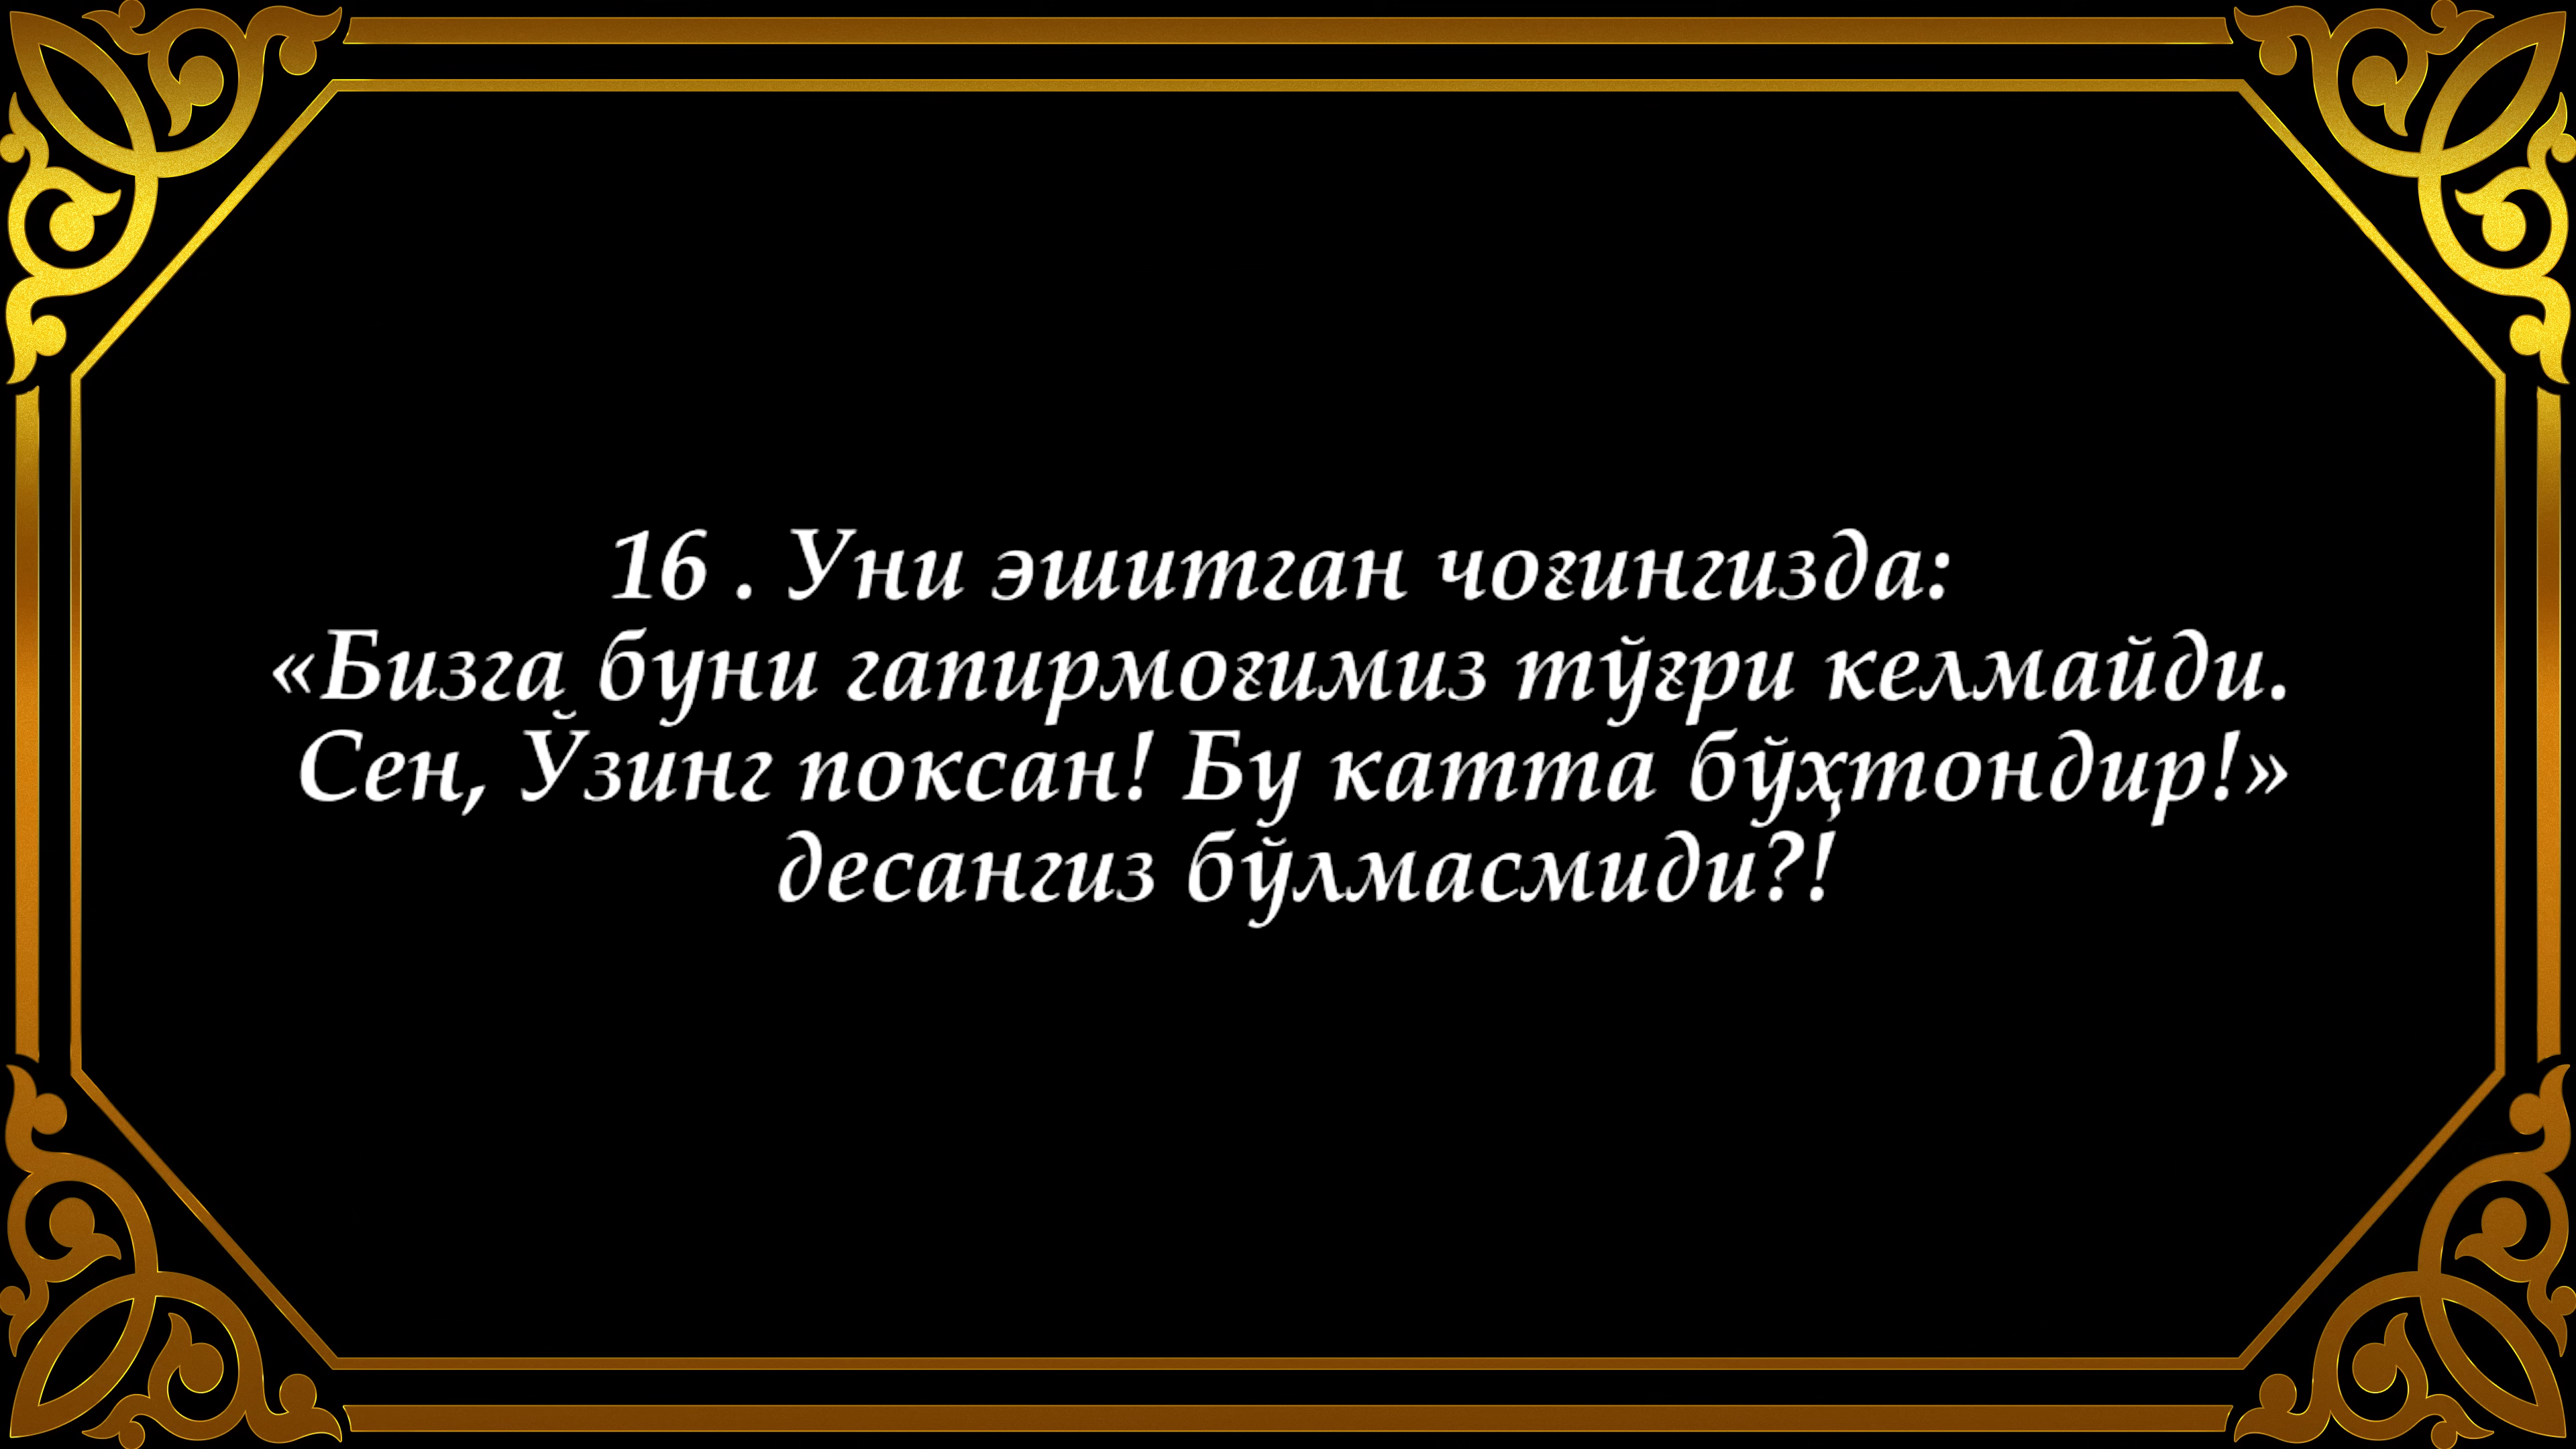 16 . Уни эшитган чоғингизда:
«Бизга буни гапирмоғимиз тўғри келмайди.
Сен, Ўзинг поксан! Бу катта бўҳтондир!»
десангиз бўлмасмиди?!